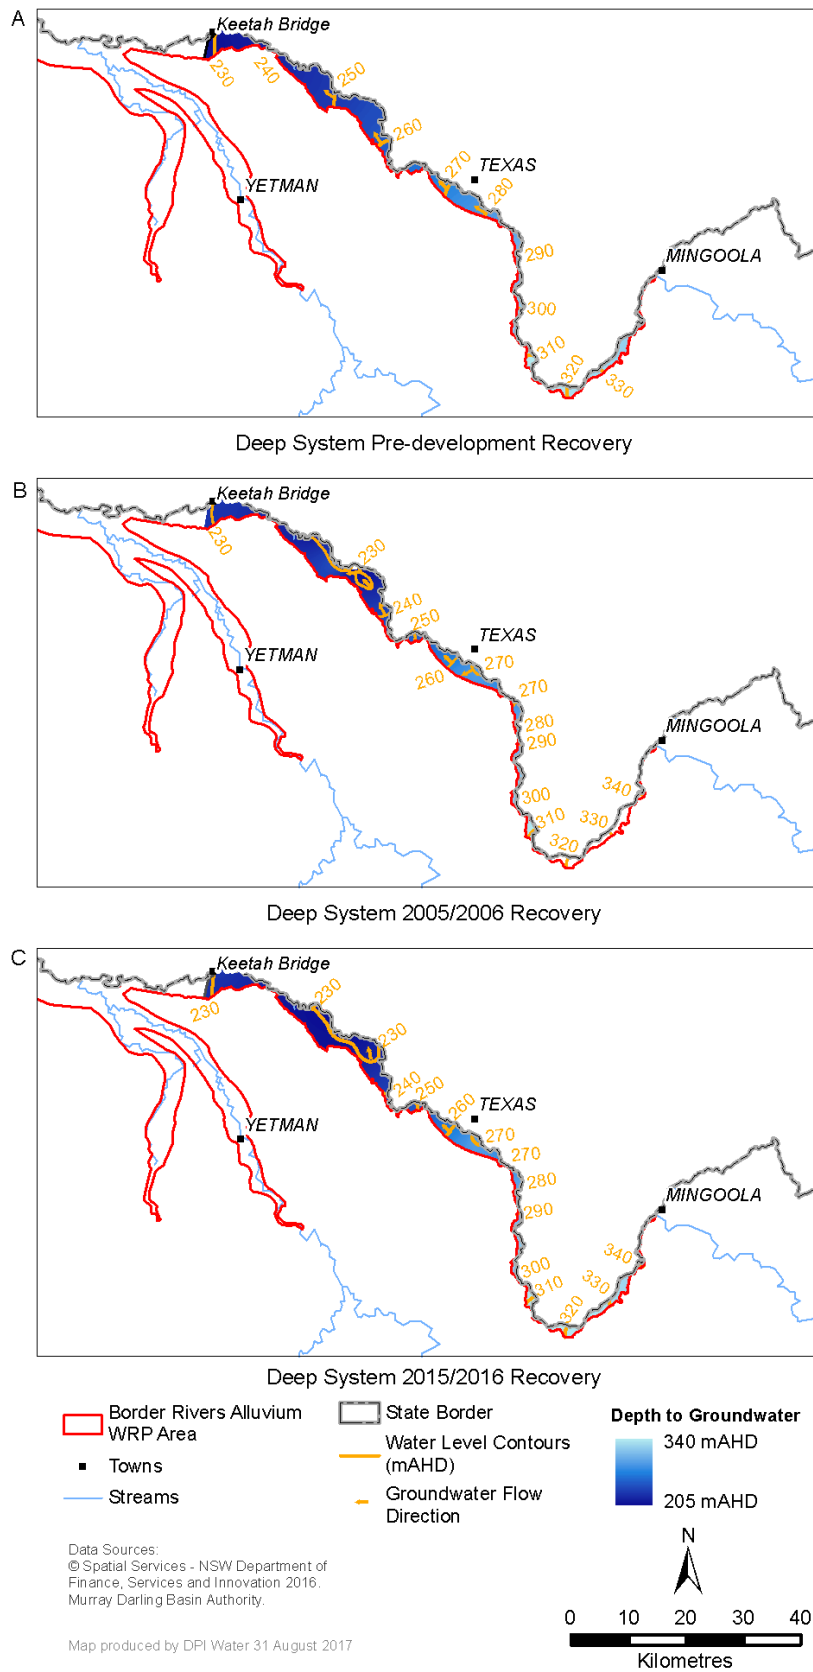 A
Keetah Bridge
230
240
250
260
270
TEXAS
280
YETMAN
290
MINGOOLA
300
310
320
330
Deep System Pre-development Recovery
B
Keetah Bridge
230
230
240
250
TEXAS
260
270
YETMAN
270
280
290
MINGOOLA
300
340
310
330
320
Deep System 2005/2006 Recovery
C
Keetah Bridge
230
230
230
240
250
260
TEXAS
270
YETMAN
270
280
290
MINGOOLA
300
340
310
330
320
Deep System 2015/2016 Recovery
Border Rivers Alluvium
WRP Area
Towns
Streams
State Border
Water Level Contours
(mAHD)
Groundwater Flow
Direction
Depth to Groundwater
340 mAHD
205 mAHD
Data Sources:
© Spatial Services - NSW Department of
Finance, Services and Innovation 2016.
Murray Darling Basin Authority.
Map produced by DPI Water 31 August 2017
N
0 10 20 30 40
Kilometres